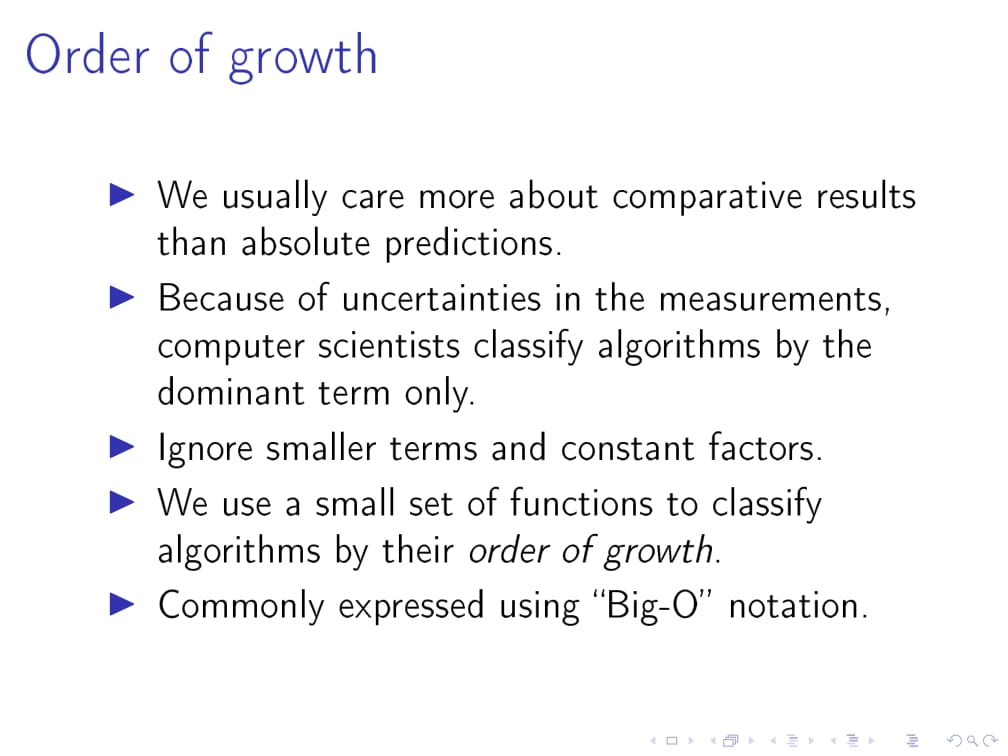 Order of growth
We usually care more about comparative results
than absolute predictions.
Because of uncertainties in the measurements,
computer scientists classify algorithms by the
dominant term only.
Ignore smaller terms and constant factors.
We use a small set of functions to classify
algorithms by their order of growth.
Commonly expressed using “Big-O” notation.